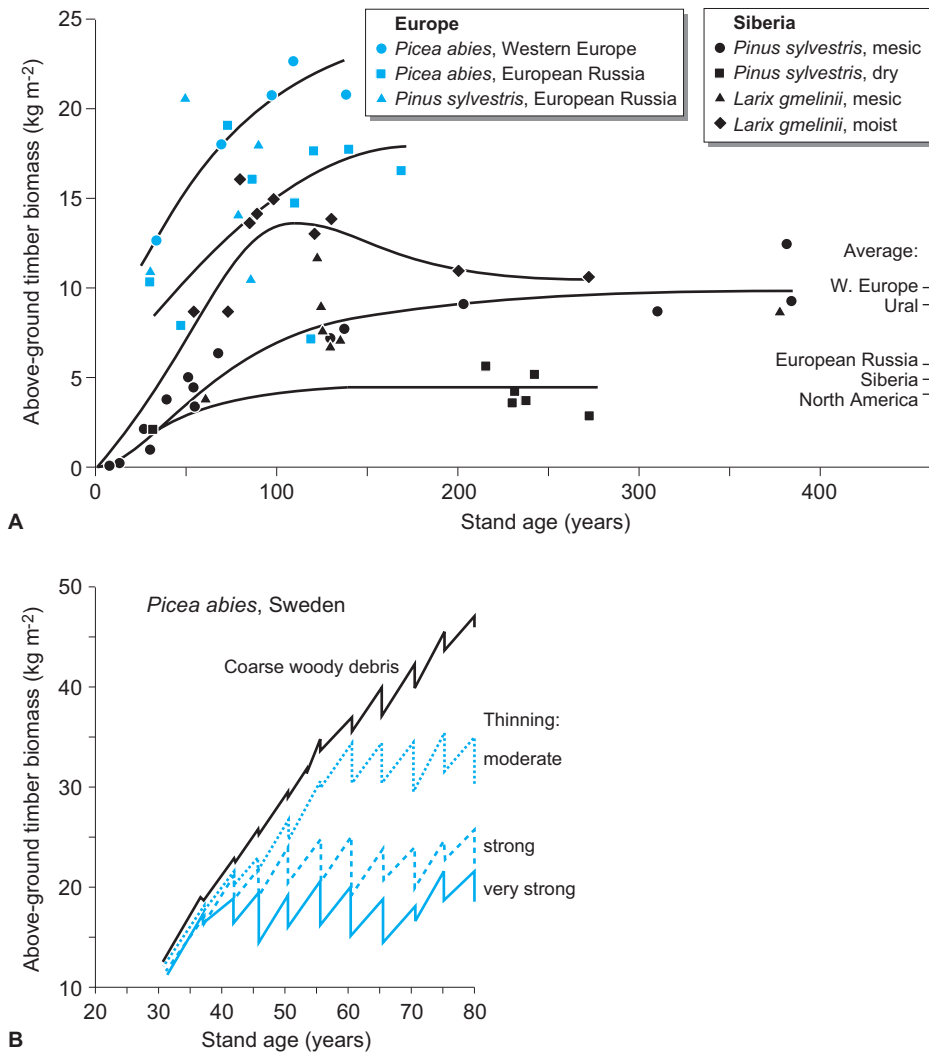 Europe
Picea abies, Western Europe
Picea abies, European Russia
Pinus sylvestris, European Russia
Siberia
Pinus sylvestris, mesic
Pinus sylvestris, dry
Larix gmelinii, mesic
Larix gmelinii, moist
Above-ground timber biomass (kg m-2)
25
20
15
10
5
0
0
100
200
300
400
Stand age (years)
Average:
W. Europe
Ural
European Russia
Siberia
North America
A
Picea abies, Sweden
Coarse woody debris
Thinning:
moderate
strong
very strong
Above-ground timber biomass (kg m-2)
50
40
30
20
10
20
30
40
50
60
70
80
Stand age (years)
B